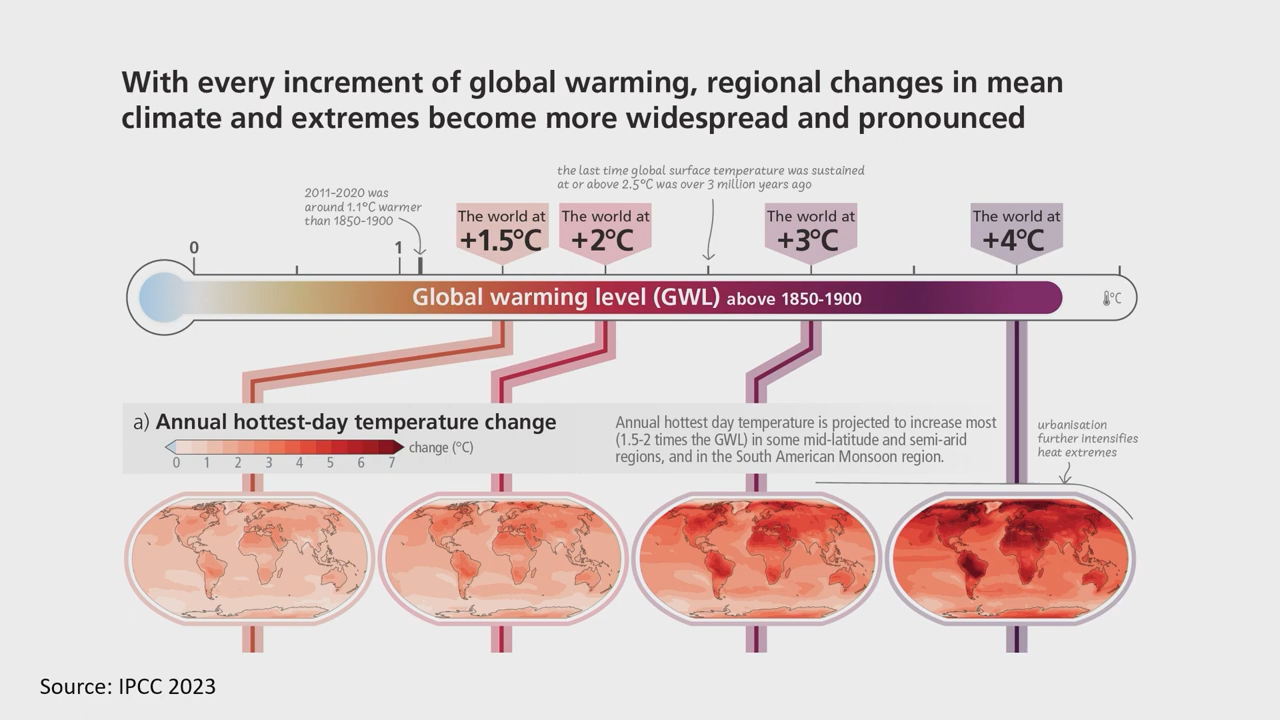 With every increment of global warming, regional changes in mean
climate and extremes become more widespread and pronounced
the last time global surface temperature was sustained
at or above 2.5°C was over 3 million years ago
2011-2020 was
around 1.1°C warmer
than 1850-1900
The world at
+1.5°C
The world at
+2°C
The world at
+3°C
The world at
+4°C
0
1
Global warming level (GWL) above 1850-1900
°C
a) Annual hottest-day temperature change
change (°C)
0 1 2 3 4 5 6 7
Annual hottest day temperature is projected to increase most
(1.5-2 times the GWL) in some mid-latitude and semi-arid
regions, and in the South American Monsoon region.
urbanisation
further intensifies
heat extremes
Source: IPCC 2023